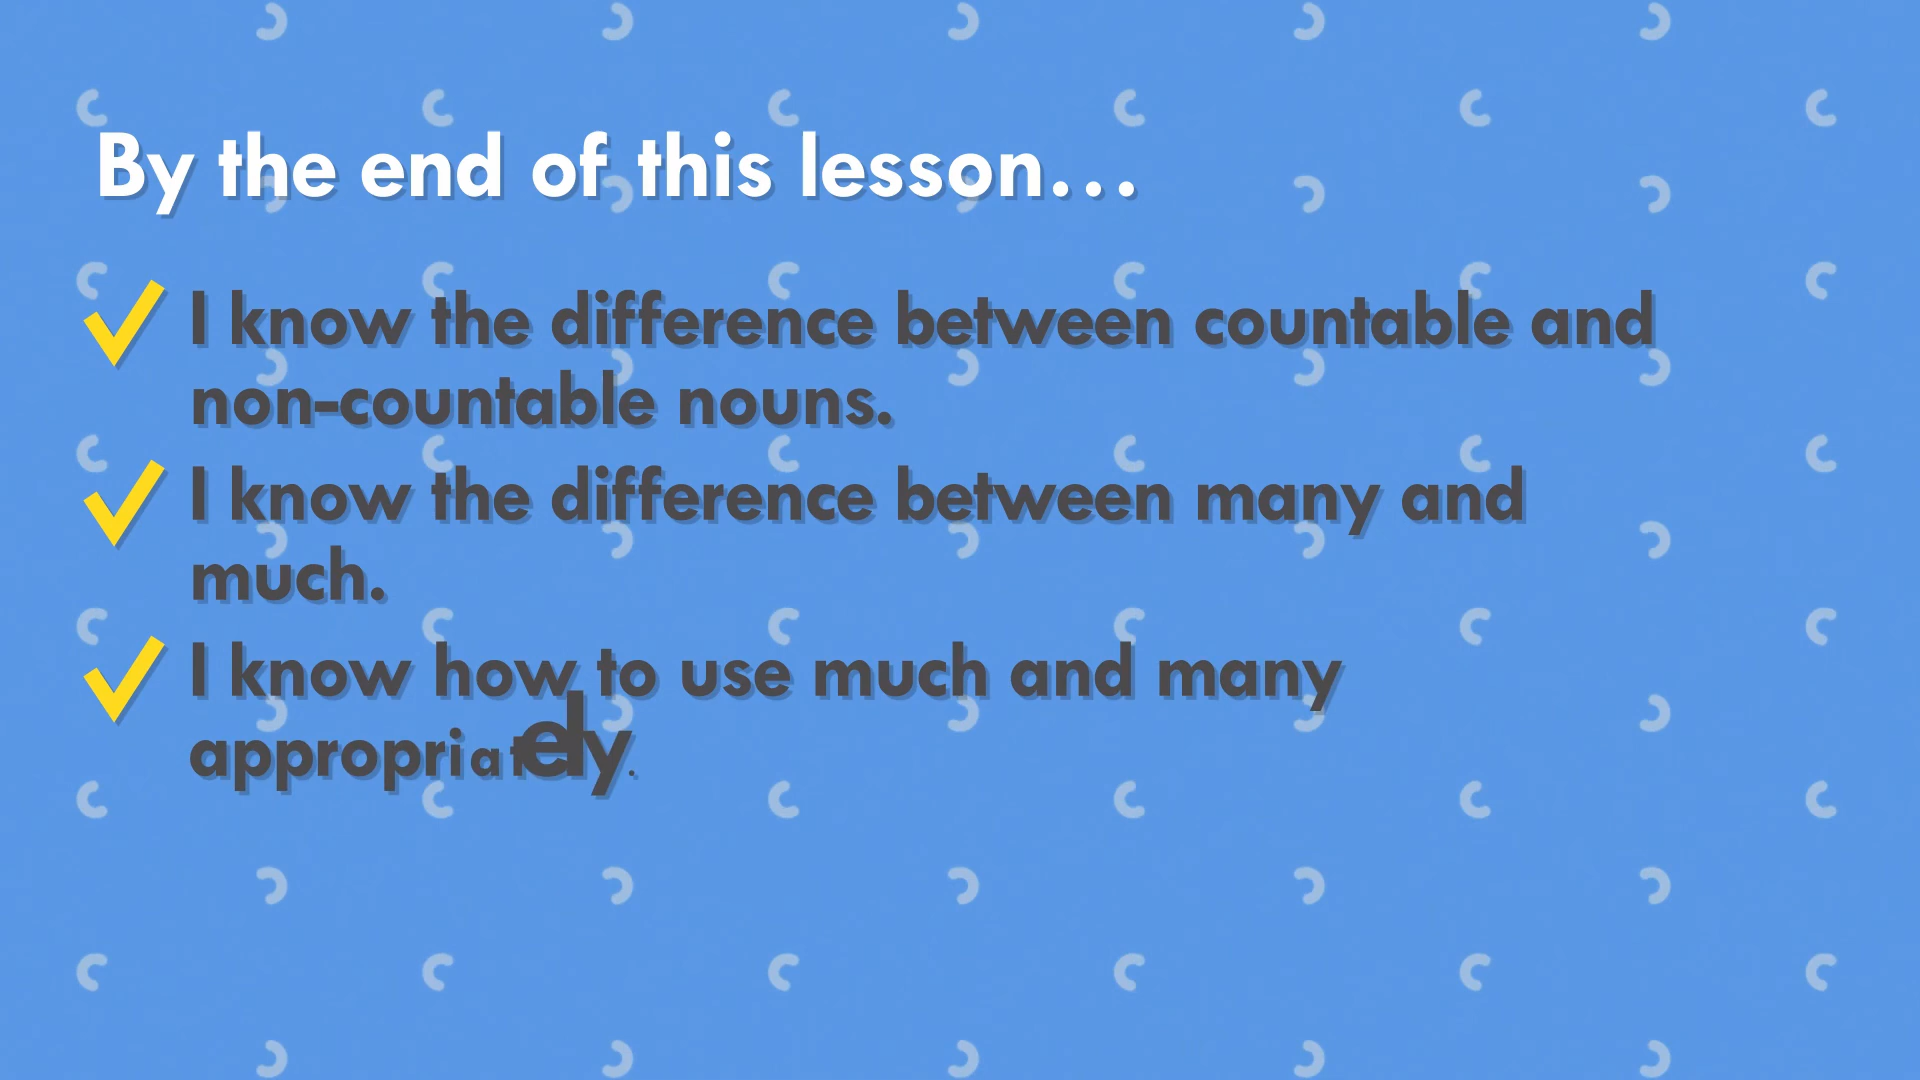 By the end of this lesson...
I know the difference between countable and
non-countable nouns.
I know the difference between many and
much.
I know how to use much and many
appropriately.